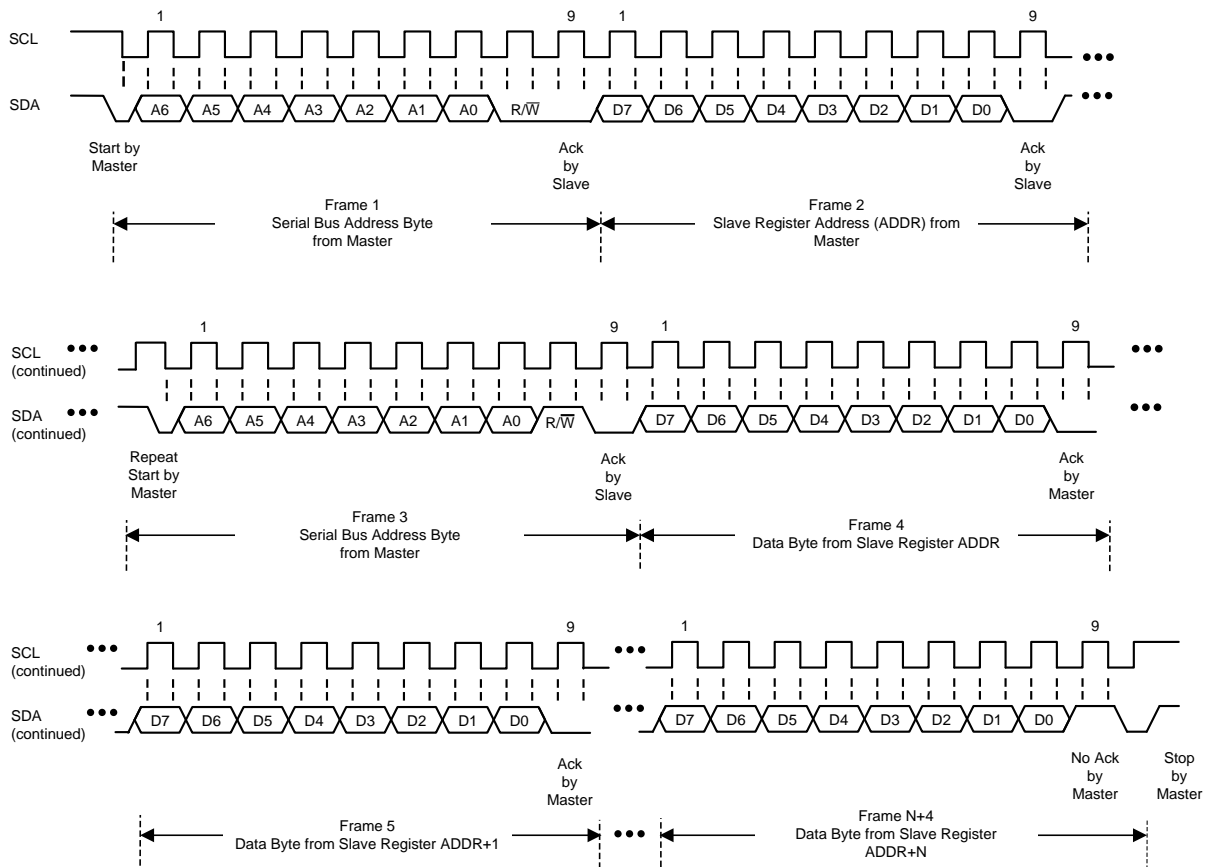 1 9 1 9
SCL
SDA
A6 A5 A4 A3 A2 A1 A0 R/W̅ D7 D6 D5 D4 D3 D2 D1 D0
Start by
Master
Ack
by
Slave
Ack
by
Slave
Frame 1
Serial Bus Address Byte
from Master
Frame 2
Slave Register Address (ADDR) from
Master
1 9 1 9
SCL
(continued)
SDA
(continued)
A6 A5 A4 A3 A2 A1 A0 R/W̅ D7 D6 D5 D4 D3 D2 D1 D0
Repeat
Start by
Master
Ack
by
Slave
Ack
by
Master
Frame 3
Serial Bus Address Byte
from Master
Frame 4
Data Byte from Slave Register ADDR
1 9 1 9
SCL
(continued)
SDA
(continued)
D7 D6 D5 D4 D3 D2 D1 D0 D7 D6 D5 D4 D3 D2 D1 D0
Ack
by
Master
No Ack
by
Master
Stop
by
Master
Frame 5
Data Byte from Slave Register ADDR+1
Frame N+4
Data Byte from Slave Register
ADDR+N